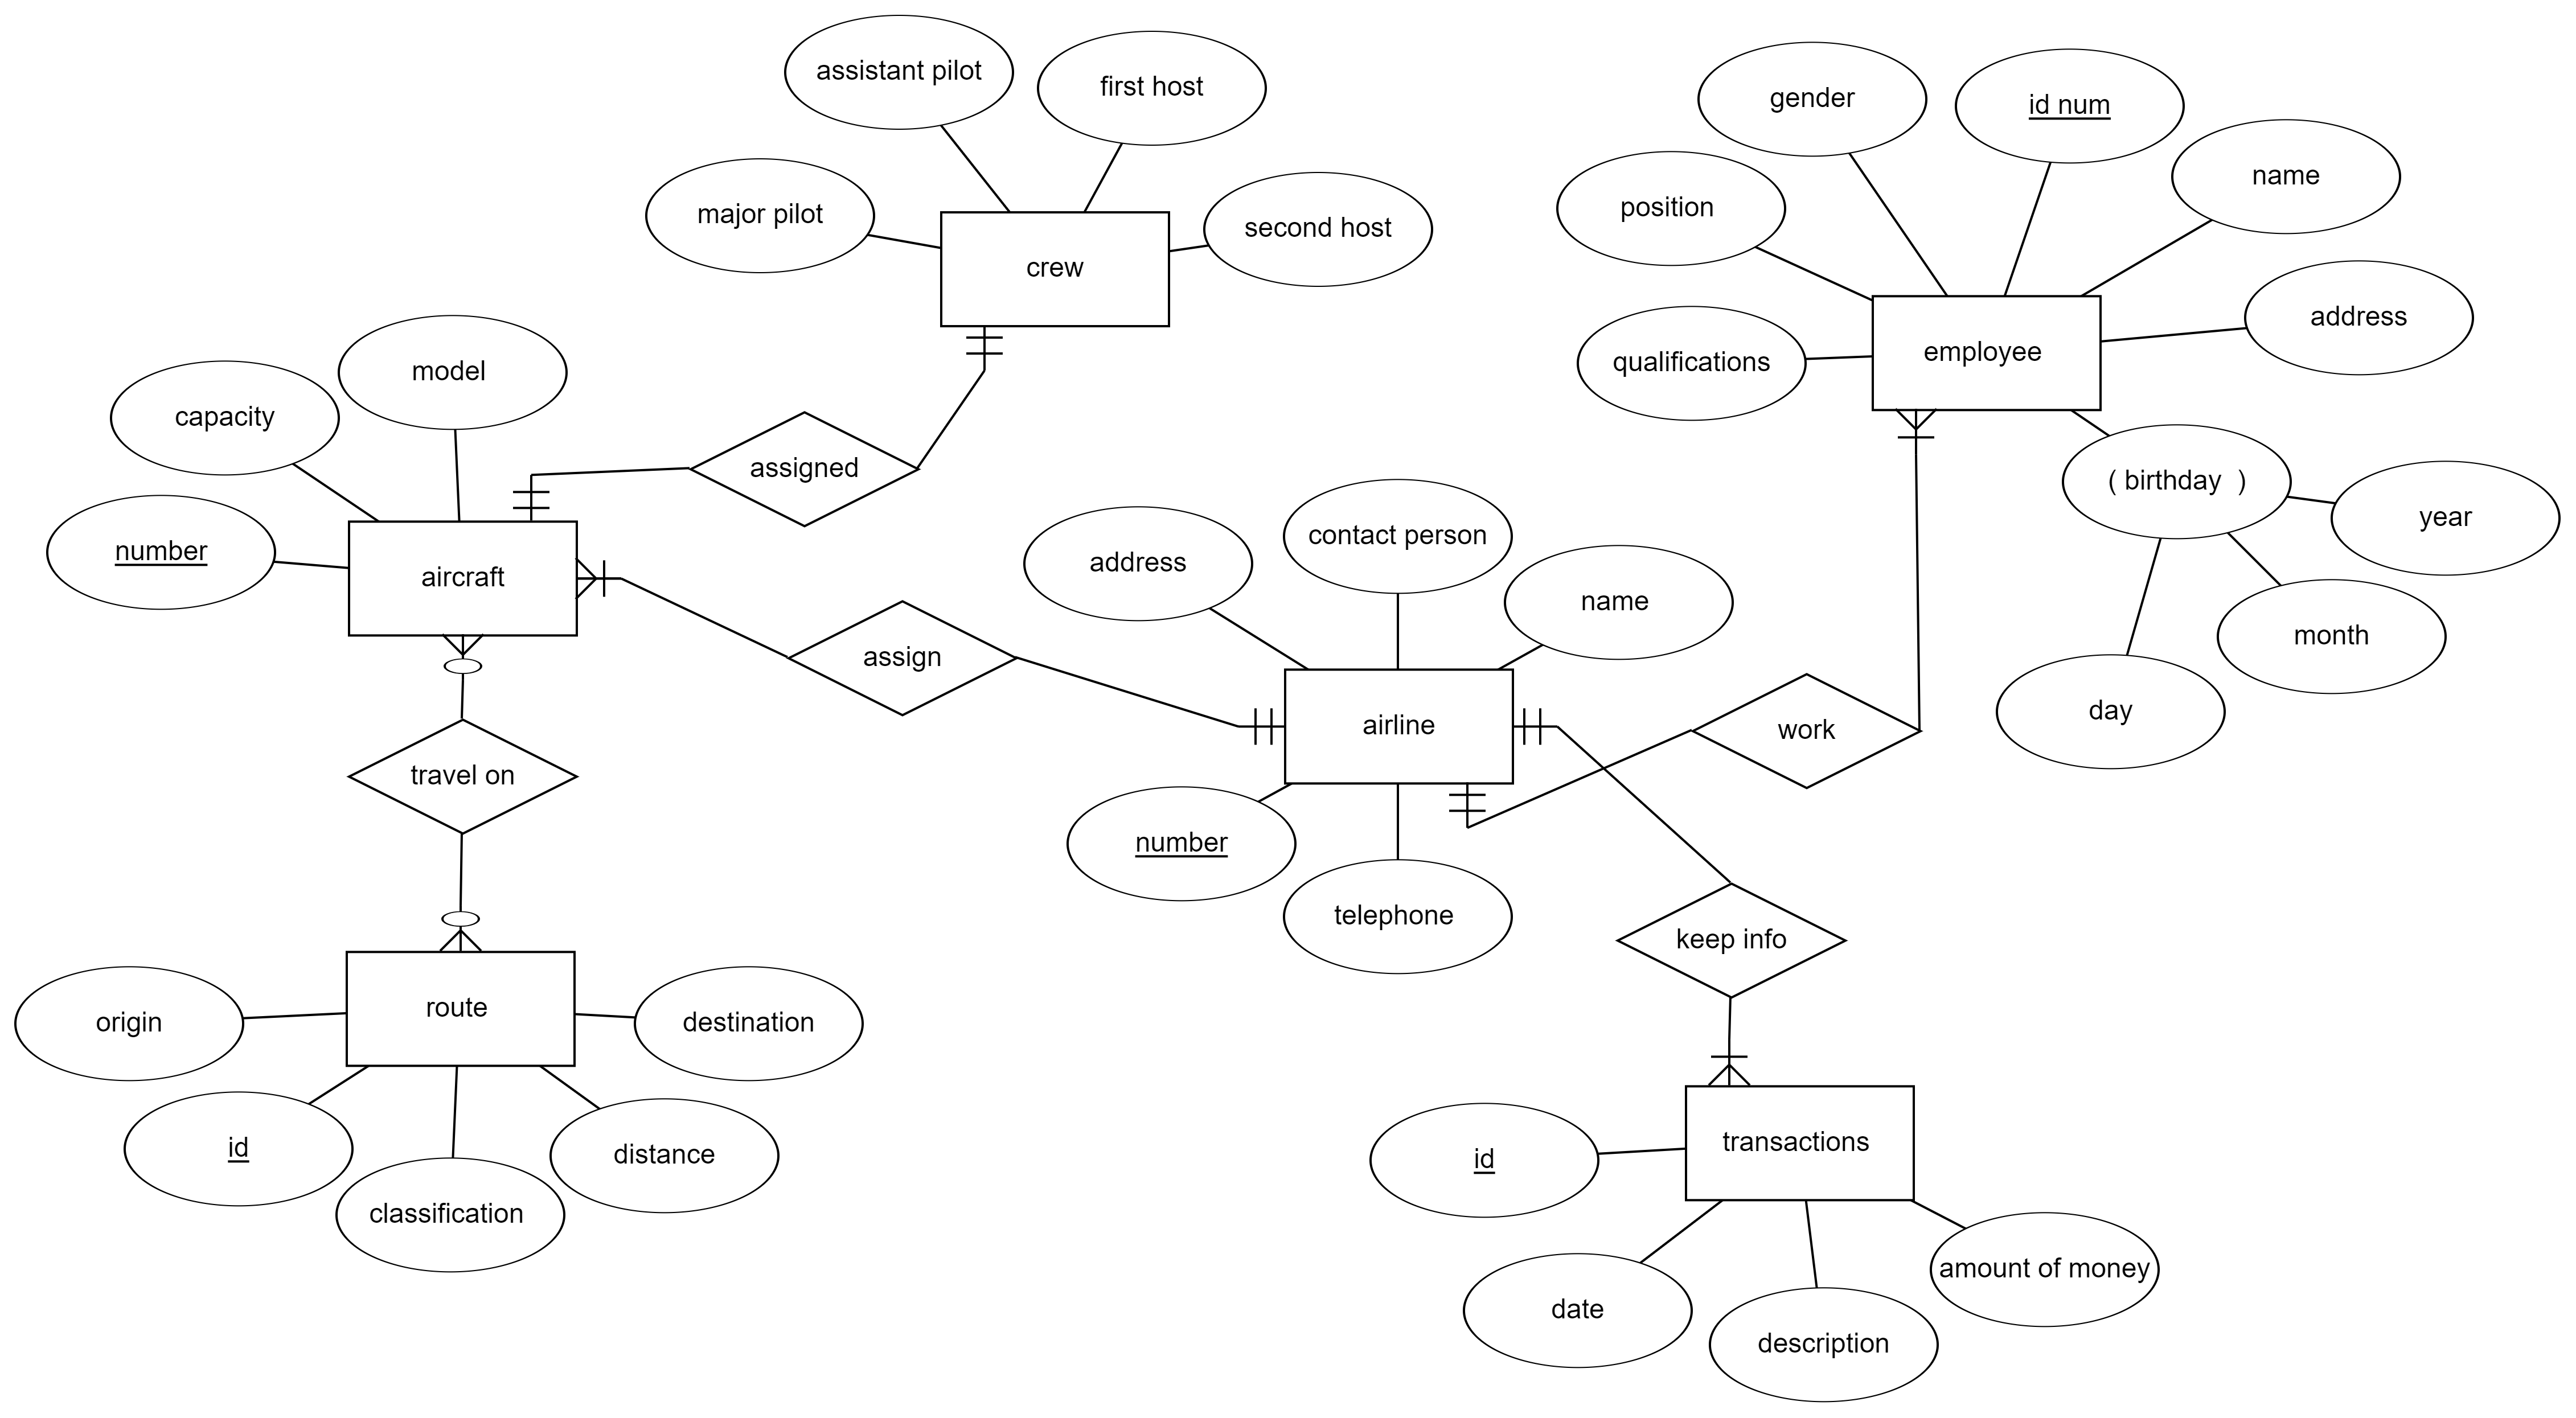 assistant pilot
first host
major pilot
second host
crew
gender
id num
name
position
address
qualifications
employee
( birthday  )
year
month
day
model
capacity
number
aircraft
assigned
assign
address
contact person
name
airline
number
telephone
work
keep info
travel on
route
origin
destination
id
distance
classification
transactions
id
date
description
amount of money